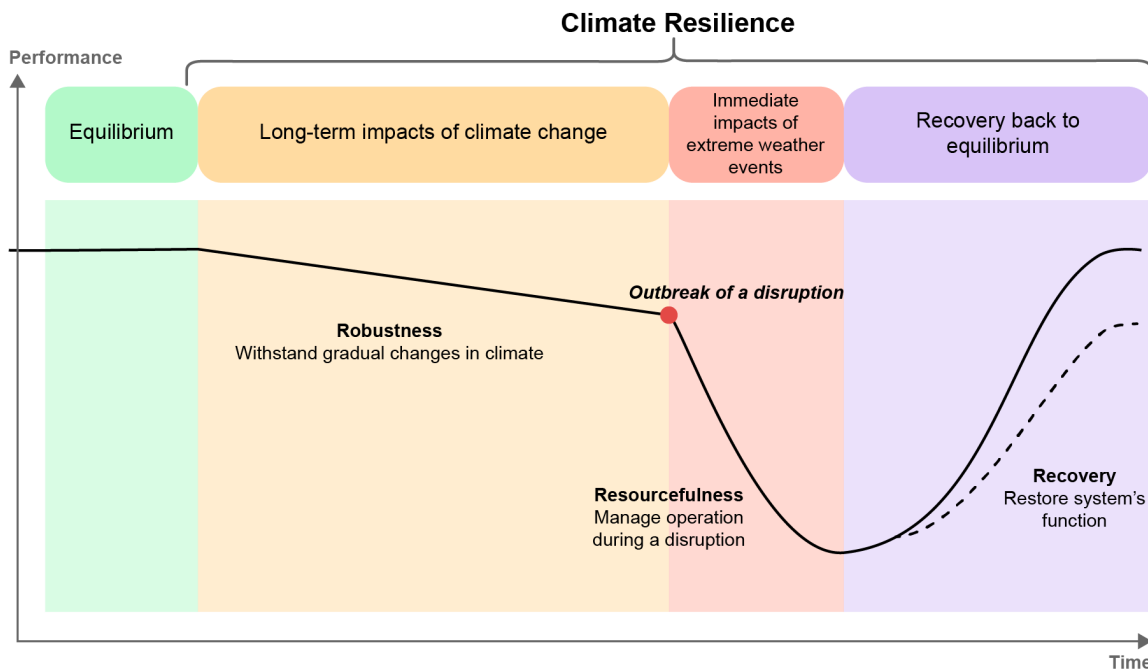 Climate Resilience
Performance
Equilibrium
Long-term impacts of climate change
Immediate
impacts of
extreme weather
events
Recovery back to
equilibrium
Outbreak of a disruption
Robustness
Withstand gradual changes in climate
Resourcefulness
Manage operation
during a disruption
Recovery
Restore system's
function
Time